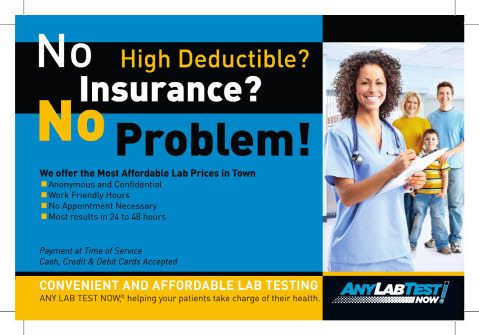 No High Deductible?
Insurance?
No Problem!
We offer the Most Affordable Lab Prices in Town
Anonymous and Confidential
Work Friendly Hours
No Appointment Necessary
Most results in 24 to 48 hours
Payment at Time of Service
Cash, Credit & Debit Cards Accepted
CONVENIENT AND AFFORDABLE LAB TESTING
ANY LAB TEST NOW,® helping your patients take charge of their health.
ANYLABTEST
NOW!